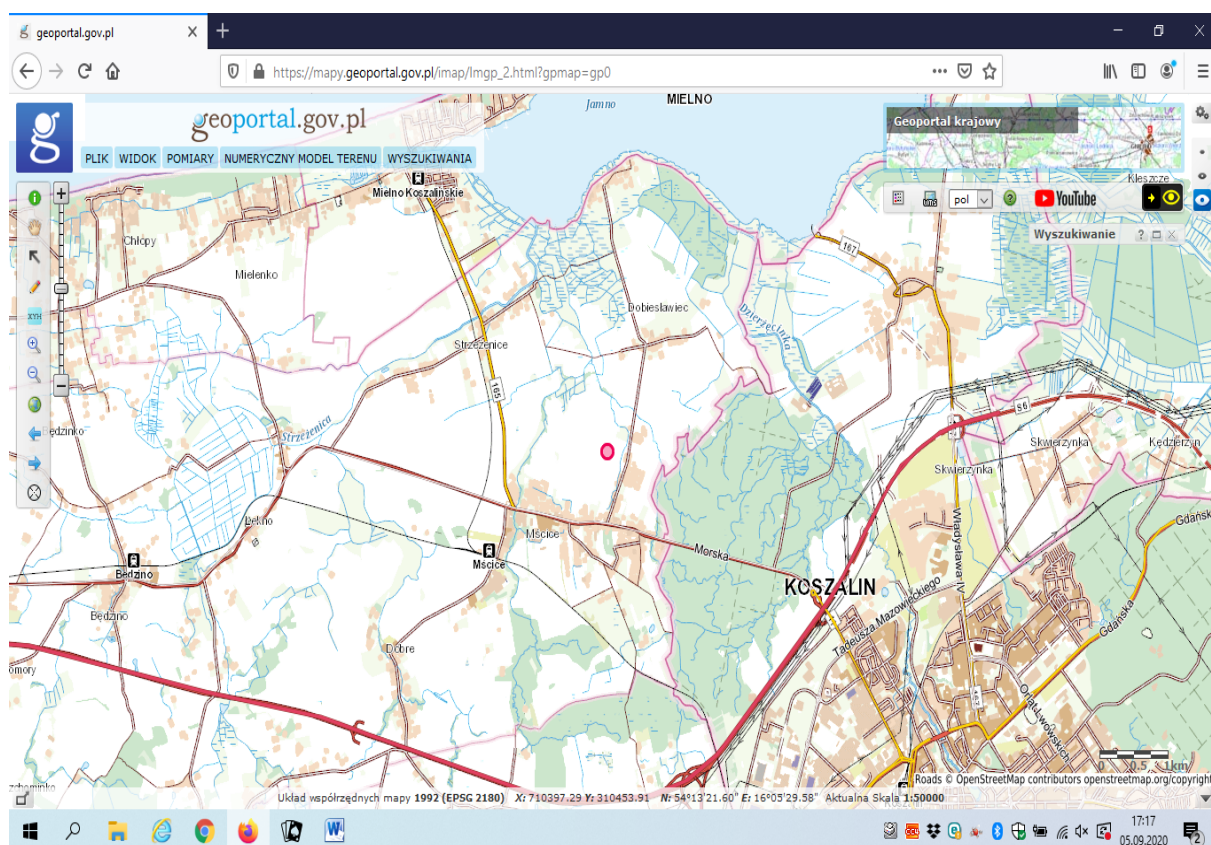 geoportal.gov.pl
https://mapy.geoportal.gov.pl/imap/Imgp_2.html?gpmap=gp0
geoportal.gov.pl
PLIK WIDOK POMIARY NUMERYCZNY MODEL TERENU WYSZUKIWANIA
Jamno
MIELNO
Geoportal krajowy
Kleszcze
pol
YouTube
Wyszukiwanie
XYH
Mielno Koszalińskie
Chłopy
Mielenko
167
Dobiesławiec
Dzierżęcinka
Strzeżenice
165
S6
Będzinko
Strzeżenica
Skwierzynka
Kędzierzyn
Skwierzynka
Łękno
Mścice
Mścice
Morska
Władysława IV
Gdańsk
Będzino
KOSZALIN
Tadeusza Mazowieckiego
Będzino
Dobre
Gdańska
omory
Orląt Lwowskich
0 0.5 1km
Roads © OpenStreetMap contributors openstreetmap.org/copyright
Układ współrzędnych mapy 1992 (EPSG 2180) X: 710397.29 Y: 310453.91 N: 54°13'21.60" E: 16°05'29.58" Aktualna Skala 1:50000
17:17
05.09.2020